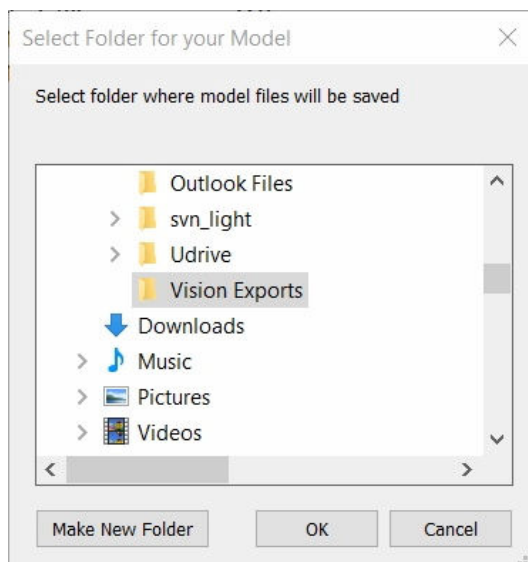 Select Folder for your Model
Select folder where model files will be saved
Outlook Files
svn_light
Udrive
Vision Exports
Downloads
Music
Pictures
Videos
Make New Folder
OK
Cancel